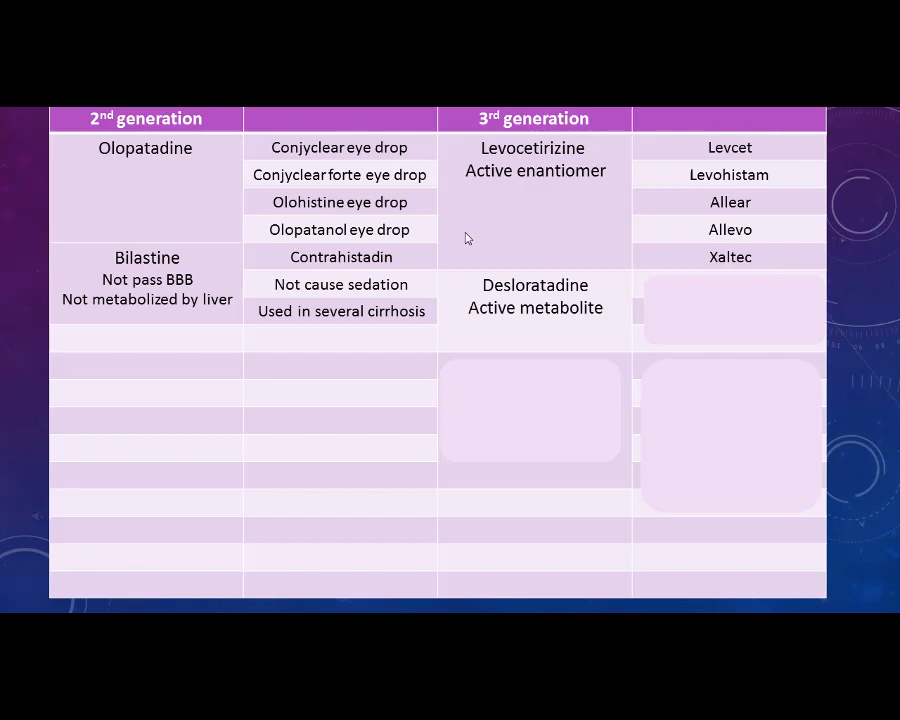 2nd generation
3rd generation
Olopatadine
Conjyclear eye drop
Conjyclear forte eye drop
Olohistine eye drop
Olopatanol eye drop
Levocetirizine
Active enantiomer
Levcet
Levohistam
Allear
Allevo
Xaltec
Bilastine
Not pass BBB
Not metabolized by liver
Contrahistadin
Not cause sedation
Used in several cirrhosis
Desloratadine
Active metabolite